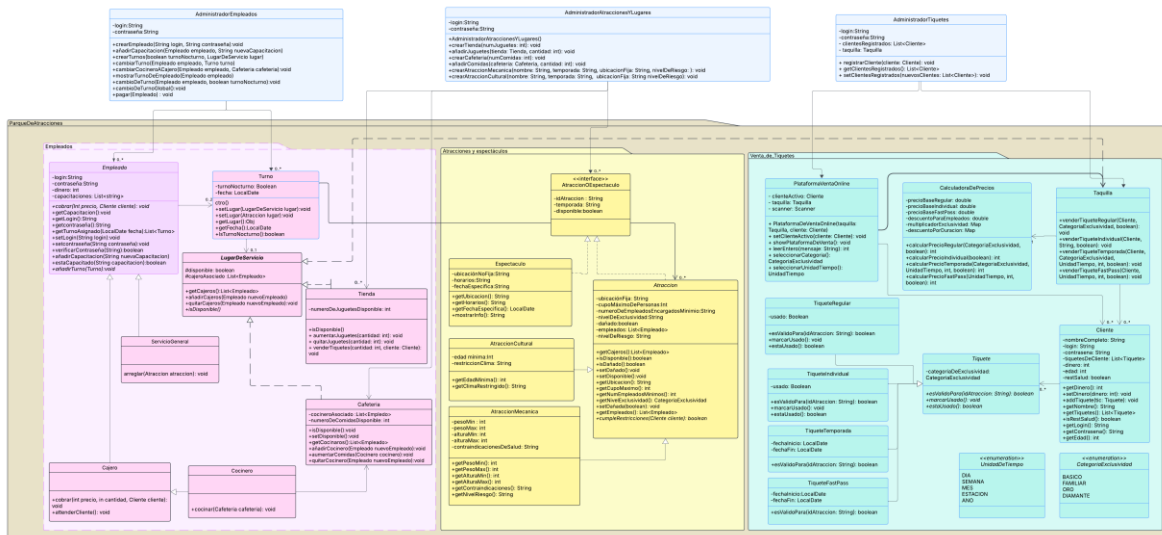 AdministradorEmpleados
-login:String
-contraseña:String
+crearEmpleado(String login, String contraseña):void
+añadirCapacitacion(Empleado empleado, String nuevaCapacitacion)
+crearTurnos(boolean turnoNocturno, LugarDeServicio lugar)
+asignarTurno(Empleado empleado, Turno turno)
+cambiarCocineroACajero(Empleado empleado, Cafeteria cafeteria):void
+mostrarTurnoDeEmpleado(Empleado empleado)
+cambioDeTurno(Empleado empleado, boolean turnoNocturno):void
+cambioDeTurnoGlobal():void
+pagar(Empleado) : void
AdministradorAtraccionesYLugares
-login:String
-contraseña:String
+AdministradorAtraccionesYLugares()
+crearTienda(numJuguetes: int): void
+añadirJuguetes(tienda: Tienda, cantidad: int): void
+crearCafeteria(numComidas: int): void
+añadirComidas(cafeteria: Cafeteria, cantidad: int): void
+crearAtraccionMecanica(nombre: String, temporada: String, ubicacionFija: String, nivelDeRiesgo: ): void
+crearAtraccionCultural(nombre: String, temporada: String, ubicacionFija: String nivelDeRiesgo): void
AdministradorTiquetes
-login:String
-contraseña:String
- clientesRegistrados: List<Cliente>
- taquilla: Taquilla
+ registrarCliente(cliente: Cliente): void
+ getClientesRegistrados(): List<Cliente>
+ setClientesRegistrados(nuevosClientes: List<Cliente>): void
ParqueDeAtracciones
Empleados
Empleado
-login:String
-contraseña:String
-dinero: int
-capacitaciones: List<string>
+cobrar(int precio, Cliente cliente): void
+getCapacitacion():void
+getLogin(): String
+getcontraseña(): String
+getTurnoAsignado(LocalDate fecha):List<Turno>
+setLogin(String login): void
+setcontraseña(String contraseña): void
+verificarContraseña(String): boolean
+añadirCapacitacion(String nuevaCapacitacion)
+estaCapacitado(String capacitacion): boolean
+añadirTurno(Turno):void
0..*
Turno
-turnoNocturno: Boolean
-fecha: LocalDate
+setLugar(LugarDeServicio lugar):void
+setLugar(Atraccion lugar):void
+getLugar(): Obj
+getFecha():LocalDate
+isTurnoNocturno():boolean
0..*
LugarDeServicio
#disponible: boolean
#cajeroAsociado: List<Empleado>
+getCajeros():List<Empleado>
+añadirCajeros(Empleado nuevoEmpleado):void
+quitarCajeros(Empleado nuevoEmpleado):void
+isDisponible()
Tienda
-numeroDeJuguetesDisponible: int
+isDisponible()
+ aumentarJuguetes(cantidad: int): void
+ quitarJuguetes(cantidad: int): void
+ venderTiquetes(cantidad: int, cliente: Cliente):
void
0..*
ServicioGeneral
arreglar(Atraccion atraccion): void
Cafeteria
-cocineroAsociado: List<Empledo>
-numeroDeComidasDisponible: int
+isDisponible():void
+setDisponible(): void
+getCocineros(): List<Empleado>
+añadirCocinero(Empleado nuevoEmpleado):void
+aumentarComidas(Cocinero cocinero): void
+quitarCocinero(Empleado nuevoEmpleado):void
0..*
Cajero
+cobrar(int precio, in cantidad, Cliente cliente):
void
+attenderCliente(): void
Cocinero
+cocinar(Cafeteria cafeteria): void
Atracciones y espectáculos
<<interface>>
AtraccionOEspectaculo
-idAtraccion : String
-temporada: String
-disponible:boolean
0..*
Espectaculo
-ubicaciónNoFija:String
-horarios:String
-fechaEspecifica:String
+getUbicacion(): String
+getHorarios(): String
+getFechaEspecifica(): LocalDate
+mostrarInfo(): String
AtraccionCultural
-edad mínima:Int
-restriccionClima: String
+getEdadMinima(): int
+getClimaRestringido(): String
AtraccionMecanica
-pesoMin : int
-pesoMax: int
-alturaMin : int
-alturaMax: int
-contraindicacionesDeSalud: String
+getPesoMin(): int
+getPesoMax(): int
+getAlturaMin(): int
+getAlturaMax(): int
+getContraindicaciones(): String
+getNivelRiesgo(): String
Atraccion
-ubicaciónFija: String
-cupoMáximoDePersonas:Int
-numeroDeEmpleadosEncargadosMinimo:String
-nivelDeExclusividad:String
-dañado:boolean
-empleados: List<Empleado>
-nivelDeRiesgo: String
+getCajeros():List<Empleado>
+isDisponible():boolean
+isDañado():boolean
+setDañado():void
+setDisponible():void
+getUbicacion(): String
+getCupoMaximo(): int
+getNumEmpleadosMinimos(): int
+getNivelExclusividad(): CategoriaExclusividad
+setDañado(boolean): void
+getEmpleados(): List<Empleado>
+cumpleRestricciones(Cliente cliente): boolean
0..*
Venta_de_Tiquetes
PlataformaVentaOnline
-clienteActivo: Cliente
- taquilla: Taquilla
- scanner: Scanner
+ PlataformaDeVentaOnline(taquilla:
Taquilla, cliente: Cliente)
+ setClienteActivo(cliente: Cliente): void
+ showPlataformaDeVenta(): void
+ leerEntero(mensaje: String): int
+ seleccionarCategoria():
CategoriaExclusividad
+ seleccionarUnidadTiempo():
UnidadTiempo
CalculadoraDePrecios
-precioBaseRegular: double
-precioBaseIndividual: double
-precioBaseFastPass: double
-descuentoParaEmpleados: double
-multiplicadorExclusividad: Map
-descuentoPorDuracion: Map
+calcularPrecioRegular(CategoriaExclusividad,
boolean): int
+calcularPrecioIndividual(boolean): int
+calcularPrecioTemporada(CategoriaExclusividad,
UnidadTiempo, int, boolean): int
+calcularPrecioFastPass(UnidadTiempo, int,
boolean): int
Taquilla
+venderTiqueteRegular(Cliente,
CategoriaExclusividad, boolean):
void
+venderTiqueteIndividual(Cliente,
String, boolean): void
+venderTiqueteTemporada(Cliente,
CategoriaExclusividad,
UnidadTiempo, int, boolean): void
+venderTiqueteFastPass(Cliente,
UnidadTiempo, int, boolean): void
0..*
TiqueteRegular
-usado: Boolean
+esValidoPara(idAtraccion: String): boolean
+marcarUsado(): void
+estaUsado(): boolean
TiqueteIndividual
-usado: Boolean
+esValidoPara(idAtraccion: String): boolean
+marcarUsado(): void
+estaUsado(): boolean
TiqueteTemporada
-fechaInicio: LocalDate
-fechaFin: LocalDate
+esValidoPara(idAtraccion: String): boolean
TiqueteFastPass
-fechaInicio:LocalDate
-fechaFin: LocalDate
+esValidoPara(idAtraccion: String): boolean
Tiquete
-categoriaDeExclusividad:
CategoriaExclusividad
+esValidoPara(idAtraccion: String): boolean
+marcarUsado(): void
+estaUsado(): boolean
0..*
Cliente
-nombreCompleto: String
-login: String
-contrasena: String
-tiquetesDeCliente: List<Tiquete>
-dinero: int
-edad: int
-restSalud: boolean
+getDinero(): int
+setDinero(dinero: int): void
+addTiquete(tc: Tiquete): void
+getNombre(): String
+getTiquetes(): List<Tiquete>
+isRestSalud(): boolean
+getLogin(): String
+getContrasena(): String
+getEdad(): int
<<enumeration>>
UnidadDeTiempo
DIA
SEMANA
MES
ESTACION
ANO
<<enumeration>>
CategoriaExclusividad
BASICO
FAMILIAR
ORO
DIAMANTE